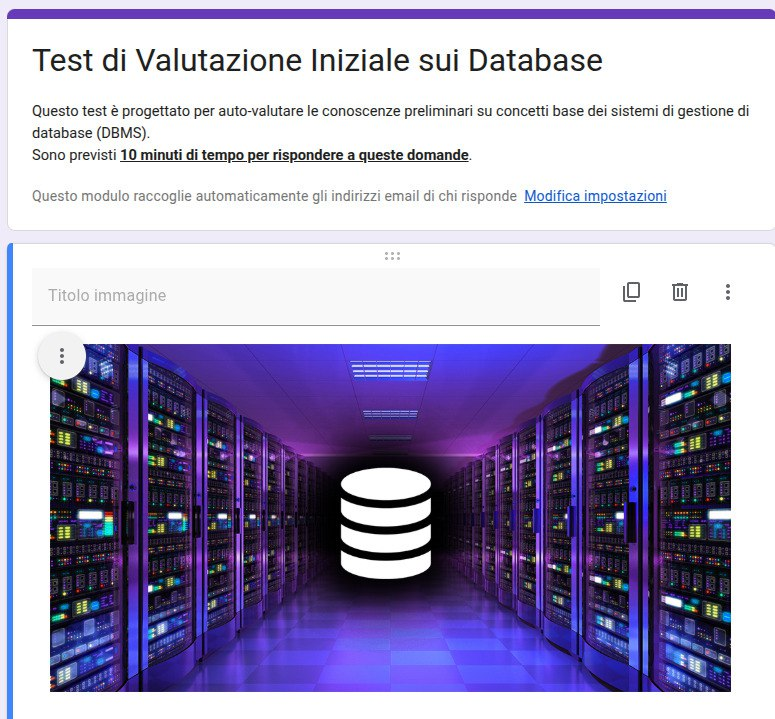 Test di Valutazione Iniziale sui Database
Questo test è progettato per auto-valutare le conoscenze preliminari su concetti base dei sistemi di gestione di
database (DBMS).
Sono previsti 10 minuti di tempo per rispondere a queste domande.
Questo modulo raccoglie automaticamente gli indirizzi email di chi risponde Modifica impostazioni
Titolo immagine